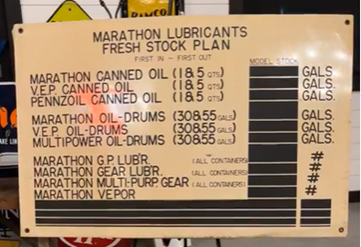 MARATHON LUBRICANTS
FRESH STOCK PLAN
FIRST IN - FIRST OUT
MODEL STOCK
MARATHON CANNED OIL (1 & 5 QTS) GALS.
V.E.P. CANNED OIL (1 & 5 QTS) GALS.
PENNZOIL CANNED OIL (1 & 5 QTS) GALS.
MARATHON OIL-DRUMS (30 & 55 GALS) GALS.
V.E.P. OIL-DRUMS (30 & 55 GALS) GALS.
MULTIPOWER OIL-DRUMS (30 & 55 GALS) GALS.
MARATHON G.P. LUB'R. (ALL CONTAINERS) #
MARATHON GEAR LUB'R. (ALL CONTAINERS) #
MARATHON MULTI-PURP. GEAR (ALL CONTAINERS) #
MARATHON VEPOR #